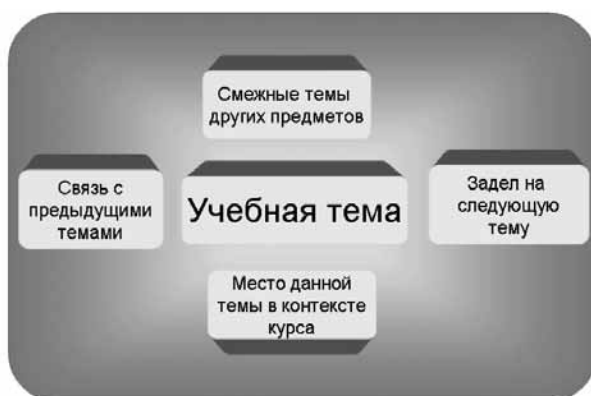 Смежные темы
других предметов
Связь с
предыдущими
темами
Учебная тема
Задел на
следующую
тему
Место данной
темы в контексте
курса